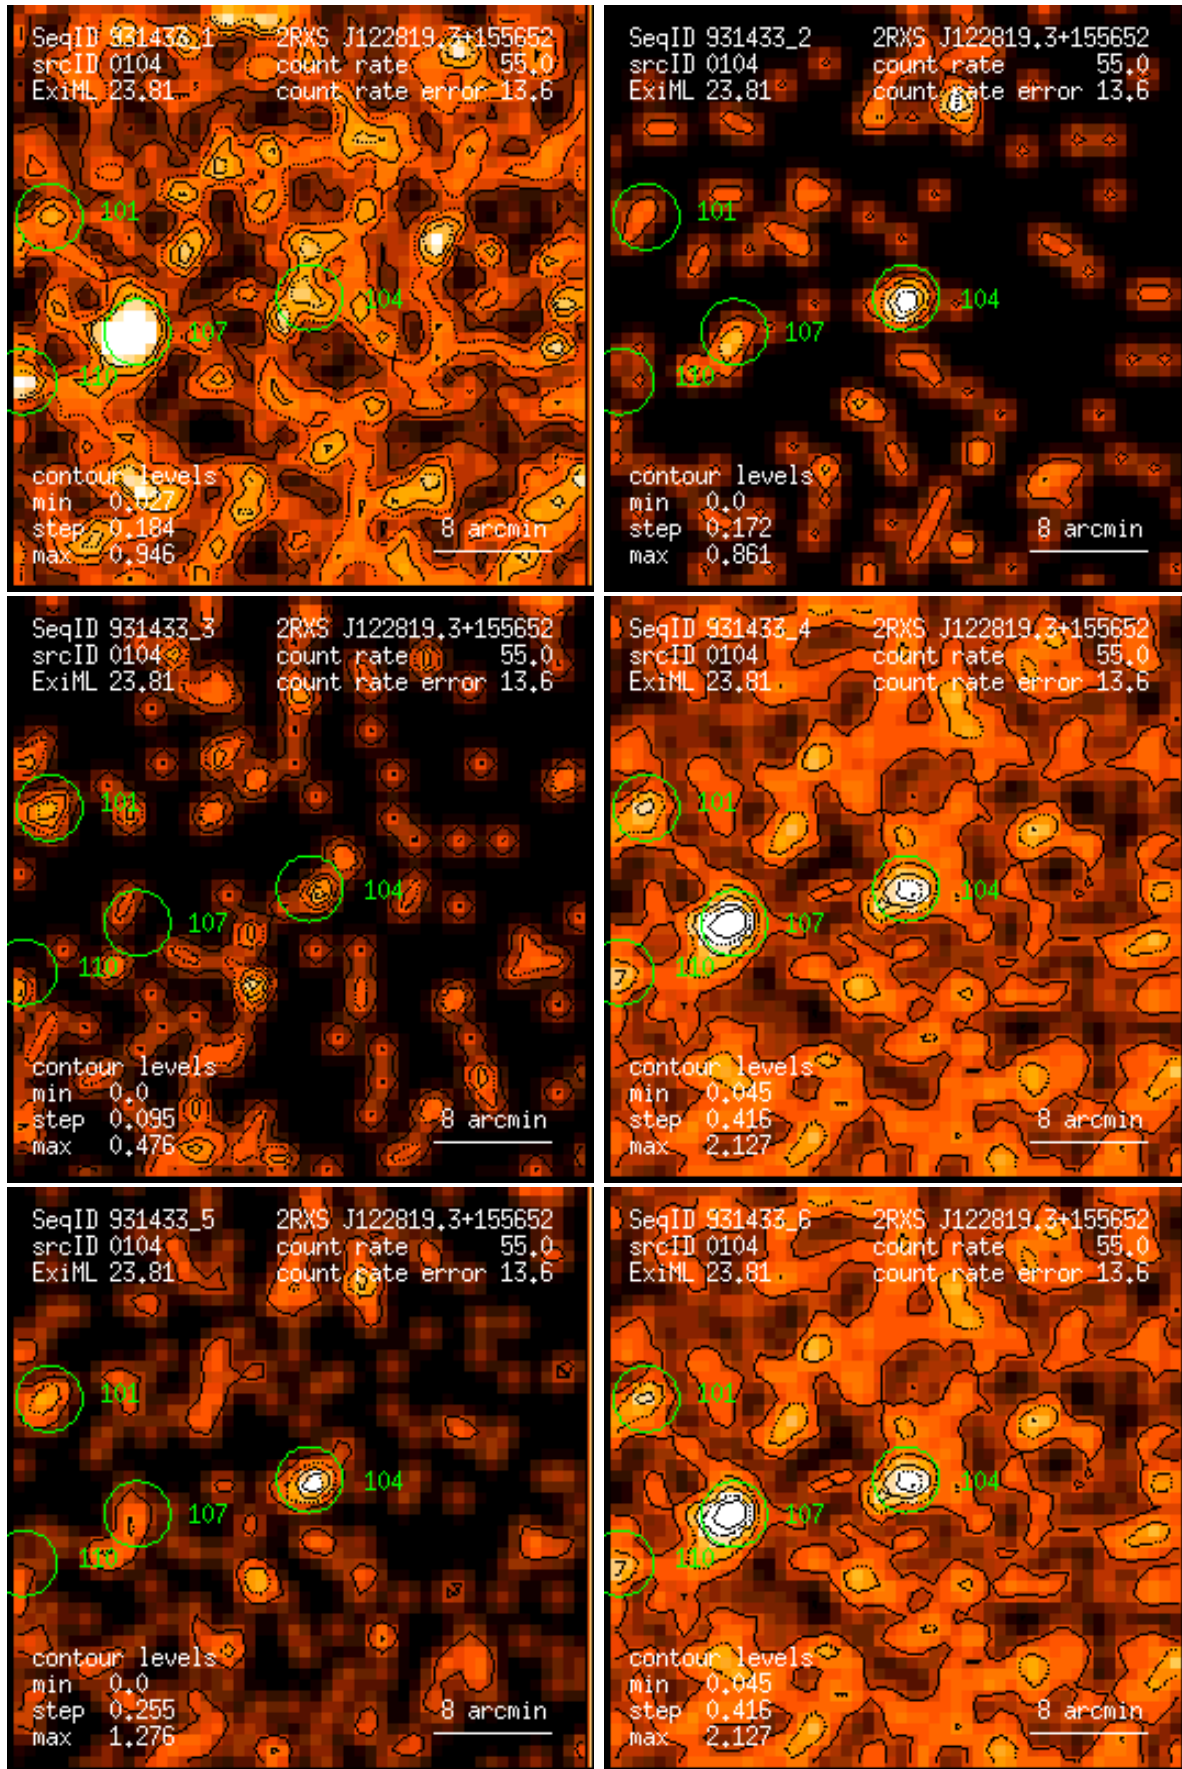 SeqID 931433_1 2RXS J122819.3+155652
srcID 0104 count rate 55.0
ExiML 23.81 count rate error 13.6
101
104
107
110
contour levels
min 0.027
step 0.184 8 arcmin
max 0.946
SeqID 931433_2 2RXS J122819.3+155652
srcID 0104 count rate 55.0
ExiML 23.81 count rate error 13.6
101
104
107
110
contour levels
min 0.0
step 0.172 8 arcmin
max 0.861
SeqID 931433_3 2RXS J122819.3+155652
srcID 0104 count rate 55.0
ExiML 23.81 count rate error 13.6
101
104
107
110
contour levels
min 0.0
step 0.095 8 arcmin
max 0.476
SeqID 931433_4 2RXS J122819.3+155652
srcID 0104 count rate 55.0
ExiML 23.81 count rate error 13.6
101
104
107
110
contour levels
min 0.045
step 0.416 8 arcmin
max 2.127
SeqID 931433_5 2RXS J122819.3+155652
srcID 0104 count rate 55.0
ExiML 23.81 count rate error 13.6
101
104
107
110
contour levels
min 0.0
step 0.255 8 arcmin
max 1.276
SeqID 931433_6 2RXS J122819.3+155652
srcID 0104 count rate 55.0
ExiML 23.81 count rate error 13.6
101
104
107
110
contour levels
min 0.045
step 0.416 8 arcmin
max 2.127